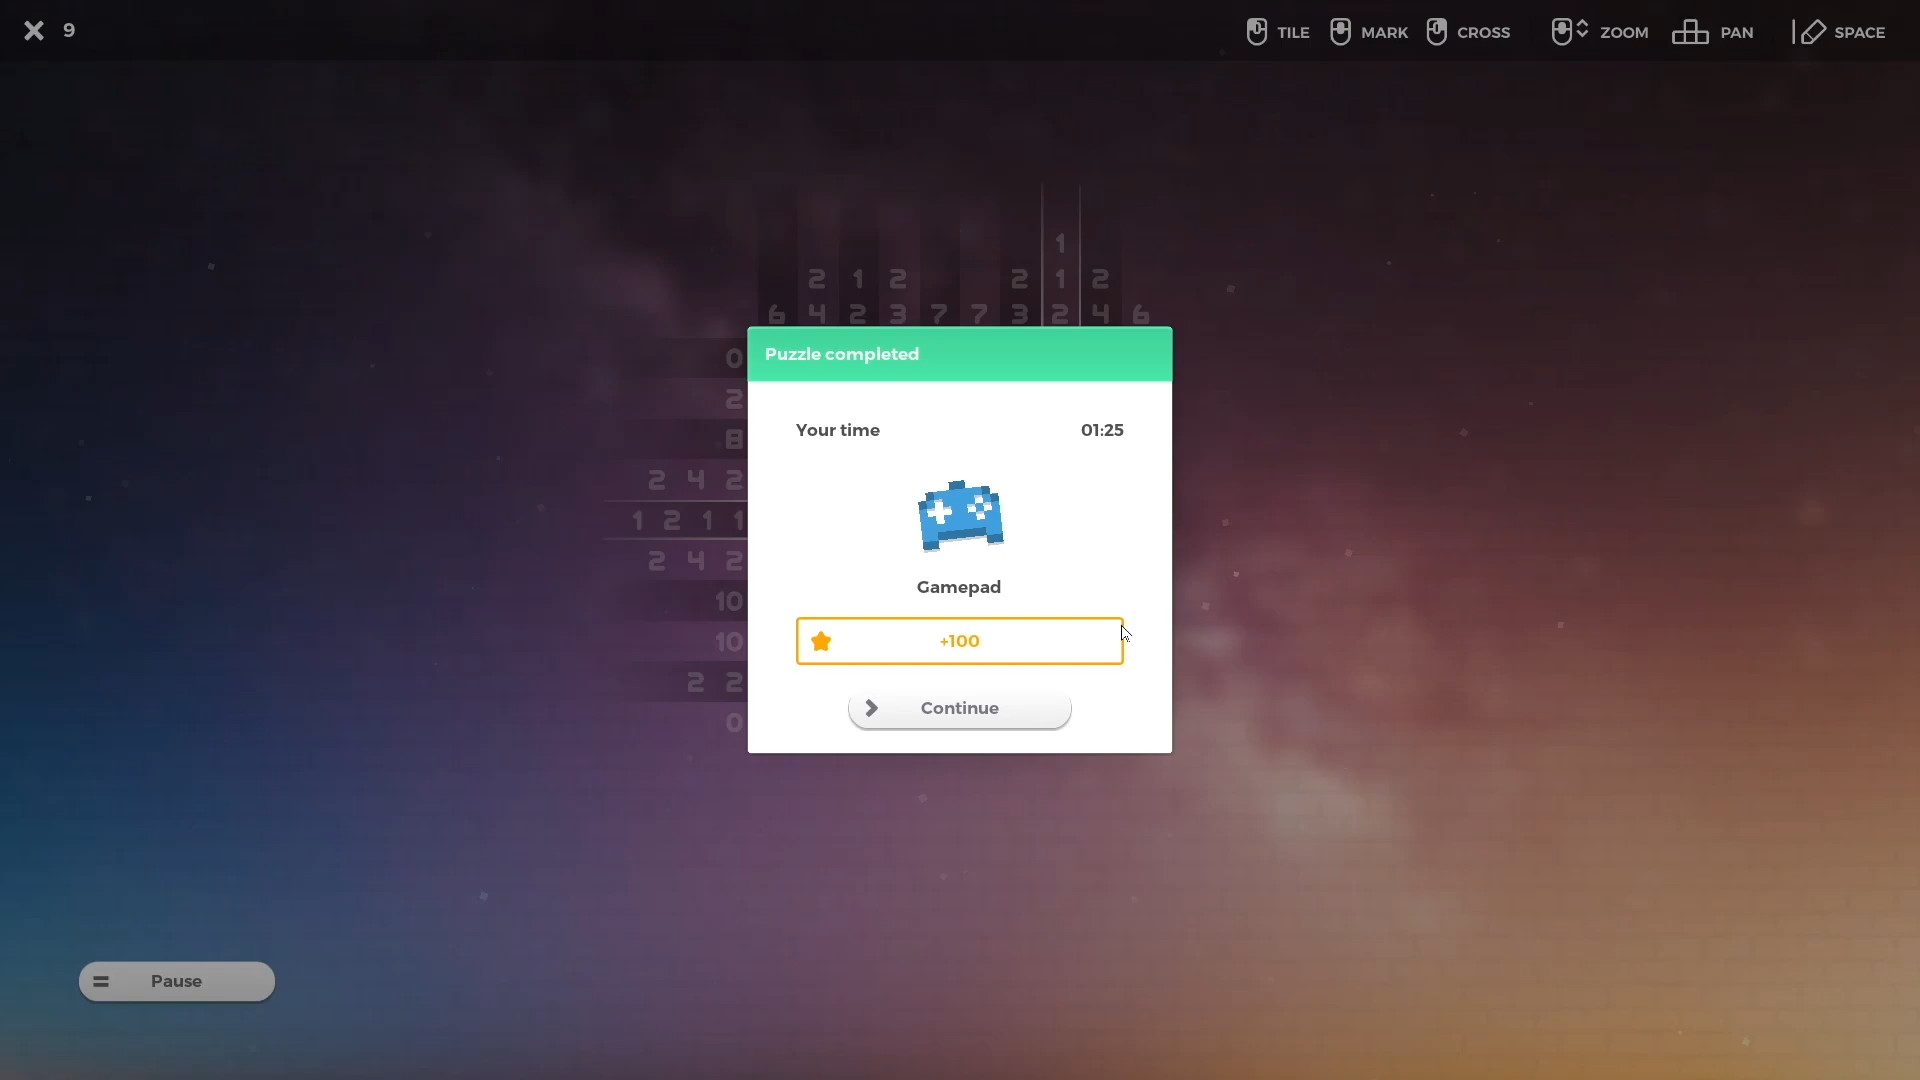 9 TILE MARK CROSS ZOOM PAN SPACE
1
2 1 2 2 1 2
6 4 2 3 7 7 3 2 4 6
0
2
8
2 4 2
1 2 1 1
2 4 2
10
10
2 2
0
Puzzle completed
Your time 01:25
Gamepad
+100
Continue
Pause